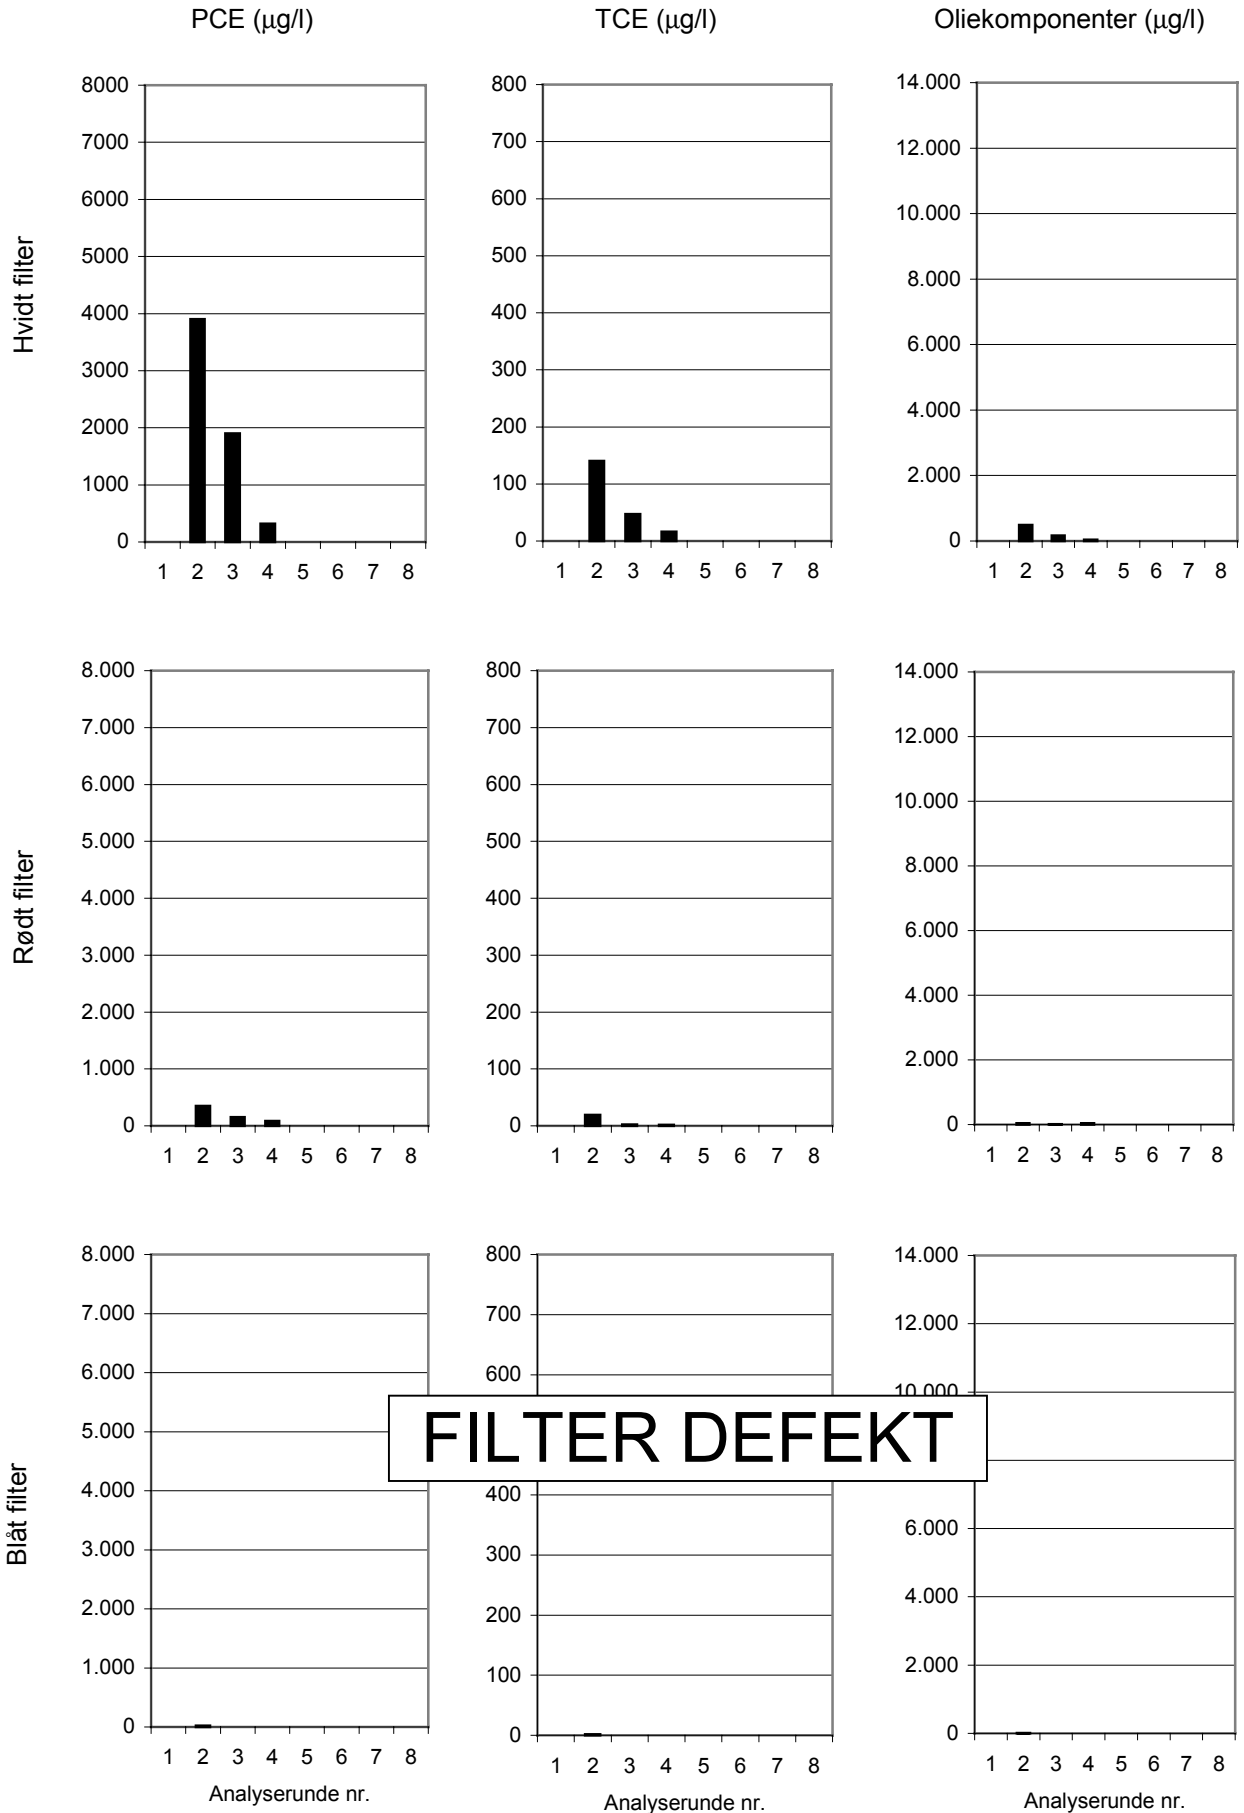 PCE (µg/l) TCE (µg/l) Oliekomponenter (µg/l)
Hvidt filter
8000 800 14.000
7000 700 12.000
6000 600 10.000
5000 500 8.000
4000 400 6.000
3000 300 4.000
2000 200 2.000
1000 100
0 0 0
1 2 3 4 5 6 7 8 1 2 3 4 5 6 7 8 1 2 3 4 5 6 7 8
Rødt filter
8.000 800 14.000
7.000 700 12.000
6.000 600 10.000
5.000 500 8.000
4.000 400 6.000
3.000 300 4.000
2.000 200 2.000
1.000 100
0 0 0
1 2 3 4 5 6 7 8 1 2 3 4 5 6 7 8 1 2 3 4 5 6 7 8
Blåt filter
8.000 800 14.000
7.000 700 12.000
6.000 600 10.000
FILTER DEFEKT
5.000
4.000 400 6.000
3.000 300 4.000
2.000 200 2.000
1.000 100
0 0 0
1 2 3 4 5 6 7 8 1 2 3 4 5 6 7 8 1 2 3 4 5 6 7 8
Analyserunde nr. Analyserunde nr. Analyserunde nr.